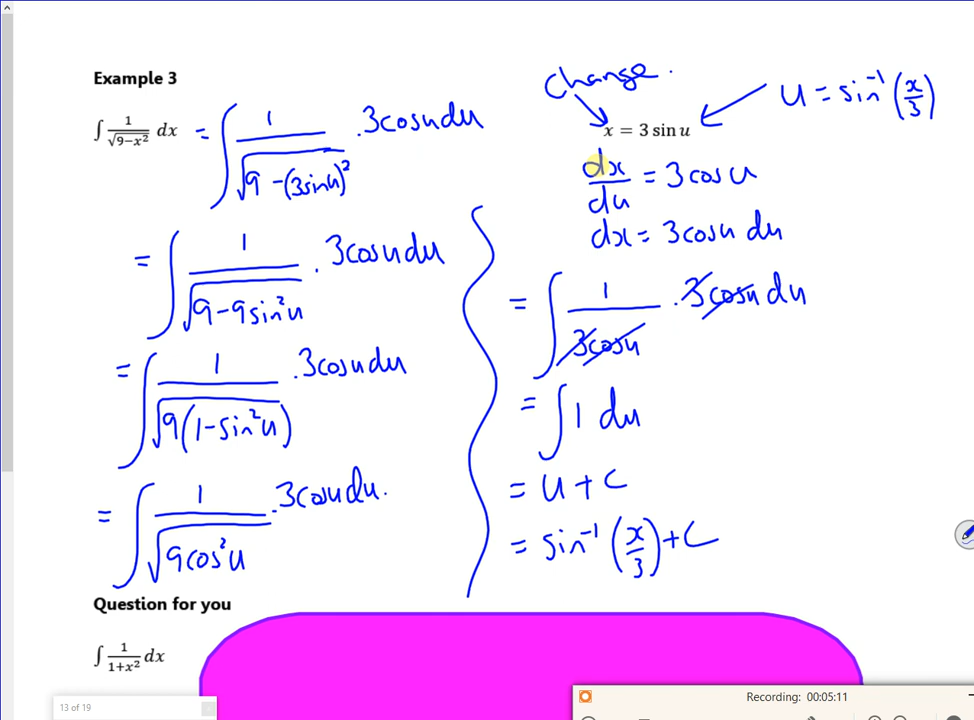 Example 3
∫ 1/√(9−x²) dx = ∫ 1/√(9−(3sinu)²) . 3cosudu
= ∫ 1/√(9−9sin²u) . 3cosudu
= ∫ 1/√(9(1−sin²u)) . 3cosudu
= ∫ 1/√(9cos²u) . 3cosudu.
Change.
x = 3 sin u
u = sin⁻¹(x/3)
dx/du = 3cosu
dx = 3cosu du
= ∫ 1/3cosu . 3cosu du
= ∫ 1 du
= u + C
= sin⁻¹(x/3) + C
Question for you
∫ 1/(1+x²) dx
13 of 19
Recording: 00:05:11